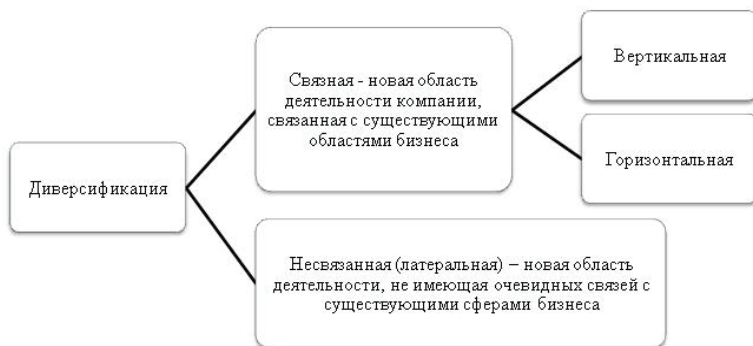 Диверсификация
Связная - новая область
деятельности компании,
связанная с существующими
областями бизнеса
Вертикальная
Горизонтальная
Несвязанная (латеральная) – новая область
деятельности, не имеющая очевидных связей с
существующими сферами бизнеса